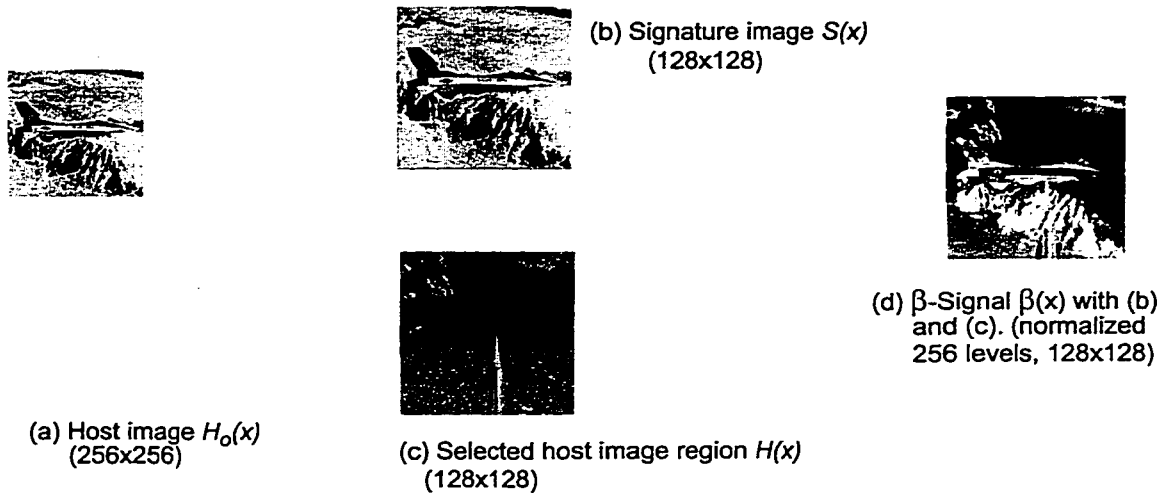 (b) Signature image S(x)
(128x128)
(d) β-Signal β(x) with (b)
and (c). (normalized
256 levels, 128x128)
(a) Host image Ho(x)
(256x256)
(c) Selected host image region H(x)
(128x128)